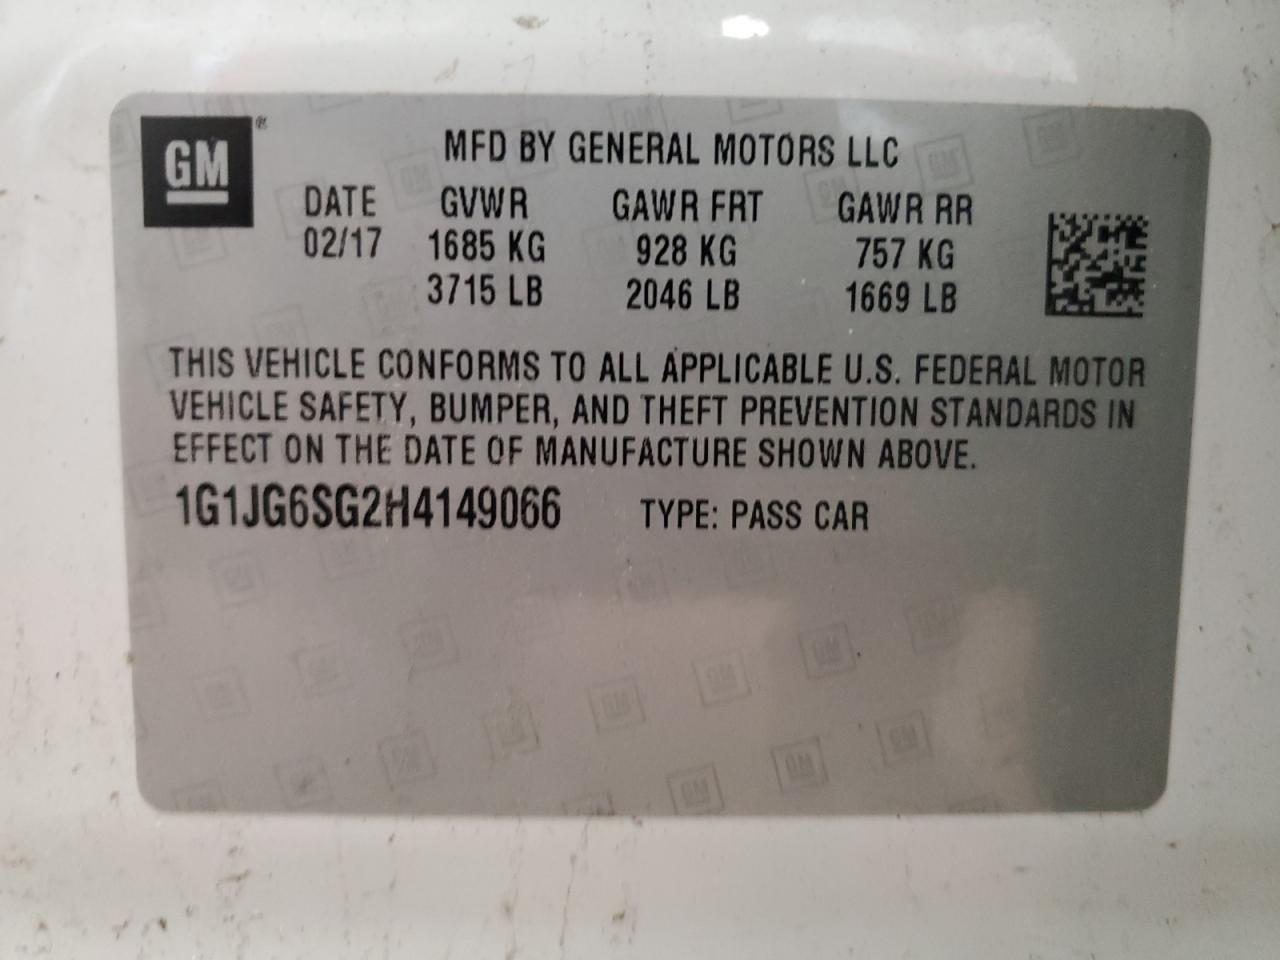 GM®
MFD BY GENERAL MOTORS LLC
DATE GVWR GAWR FRT GAWR RR
02/17 1685 KG 928 KG 757 KG
3715 LB 2046 LB 1669 LB
THIS VEHICLE CONFORMS TO ALL APPLICABLE U.S. FEDERAL MOTOR
VEHICLE SAFETY, BUMPER, AND THEFT PREVENTION STANDARDS IN
EFFECT ON THE DATE OF MANUFACTURE SHOWN ABOVE.
1G1JG6SG2H4149066 TYPE: PASS CAR